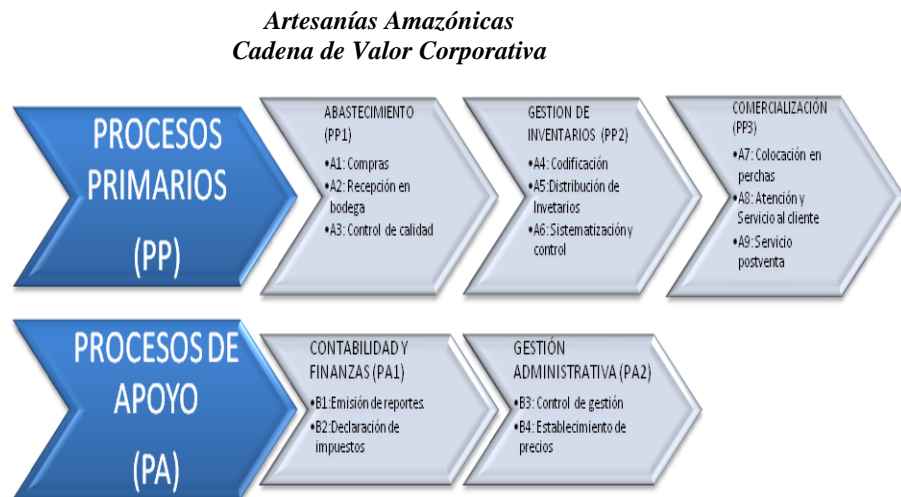 Artesanías Amazónicas
Cadena de Valor Corporativa
PROCESOS
PRIMARIOS
(PP)
ABASTECIMIENTO
(PP1)
•A1: Compras
•A2: Recepción en
bodega
•A3: Control de calidad
GESTION DE
INVENTARIOS (PP2)
•A4: Codificación
•A5: Distribución de
Invetarios
•A6: Sistematización y
control
COMERCIALIZACIÓN
(PP3)
•A7: Colocación en
perchas
•A8: Atención y
Servicio al cliente
•A9: Servicio
postventa
PROCESOS DE
APOYO
(PA)
CONTABILIDAD Y
FINANZAS (PA1)
•B1: Emisión de reportes.
•B2: Declaración de
impuestos
GESTIÓN
ADMINISTRATIVA (PA2)
•B3: Control de gestión
•B4: Establecimiento de
precios